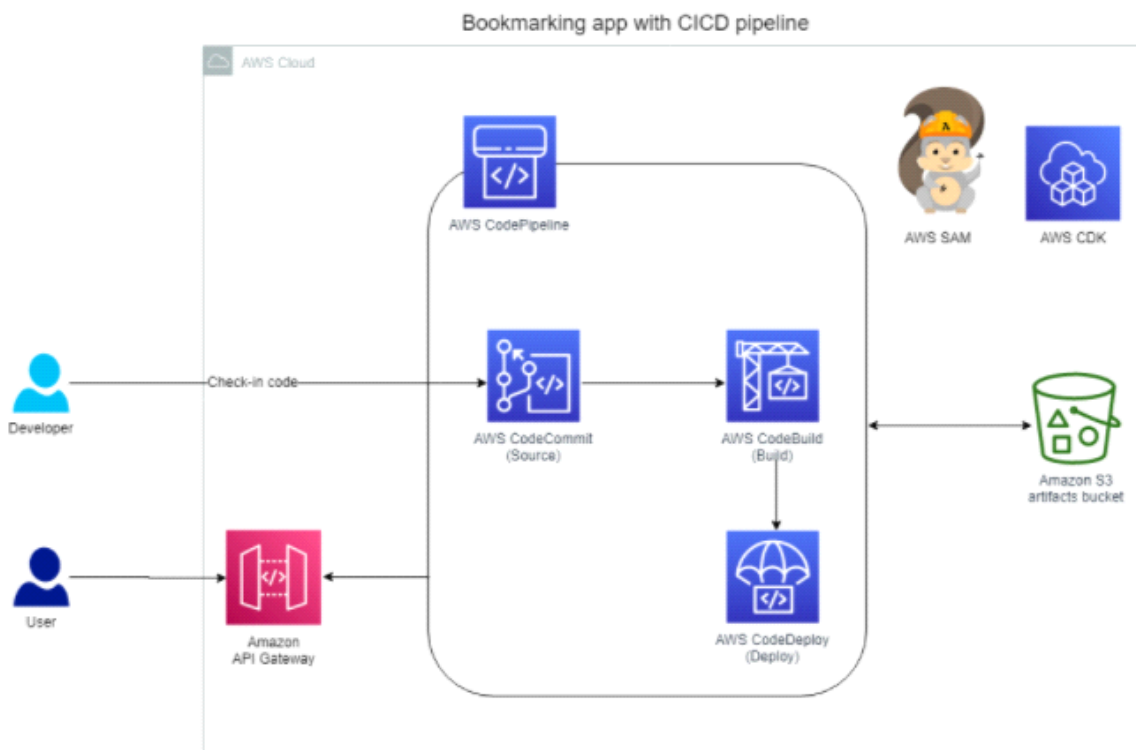 Bookmarking app with CICD pipeline
AWS Cloud
AWS CodePipeline
AWS SAM
AWS CDK
Check-in code
Developer
AWS CodeCommit
(Source)
AWS CodeBuild
(Build)
Amazon S3
artifacts bucket
User
Amazon
API Gateway
AWS CodeDeploy
(Deploy)